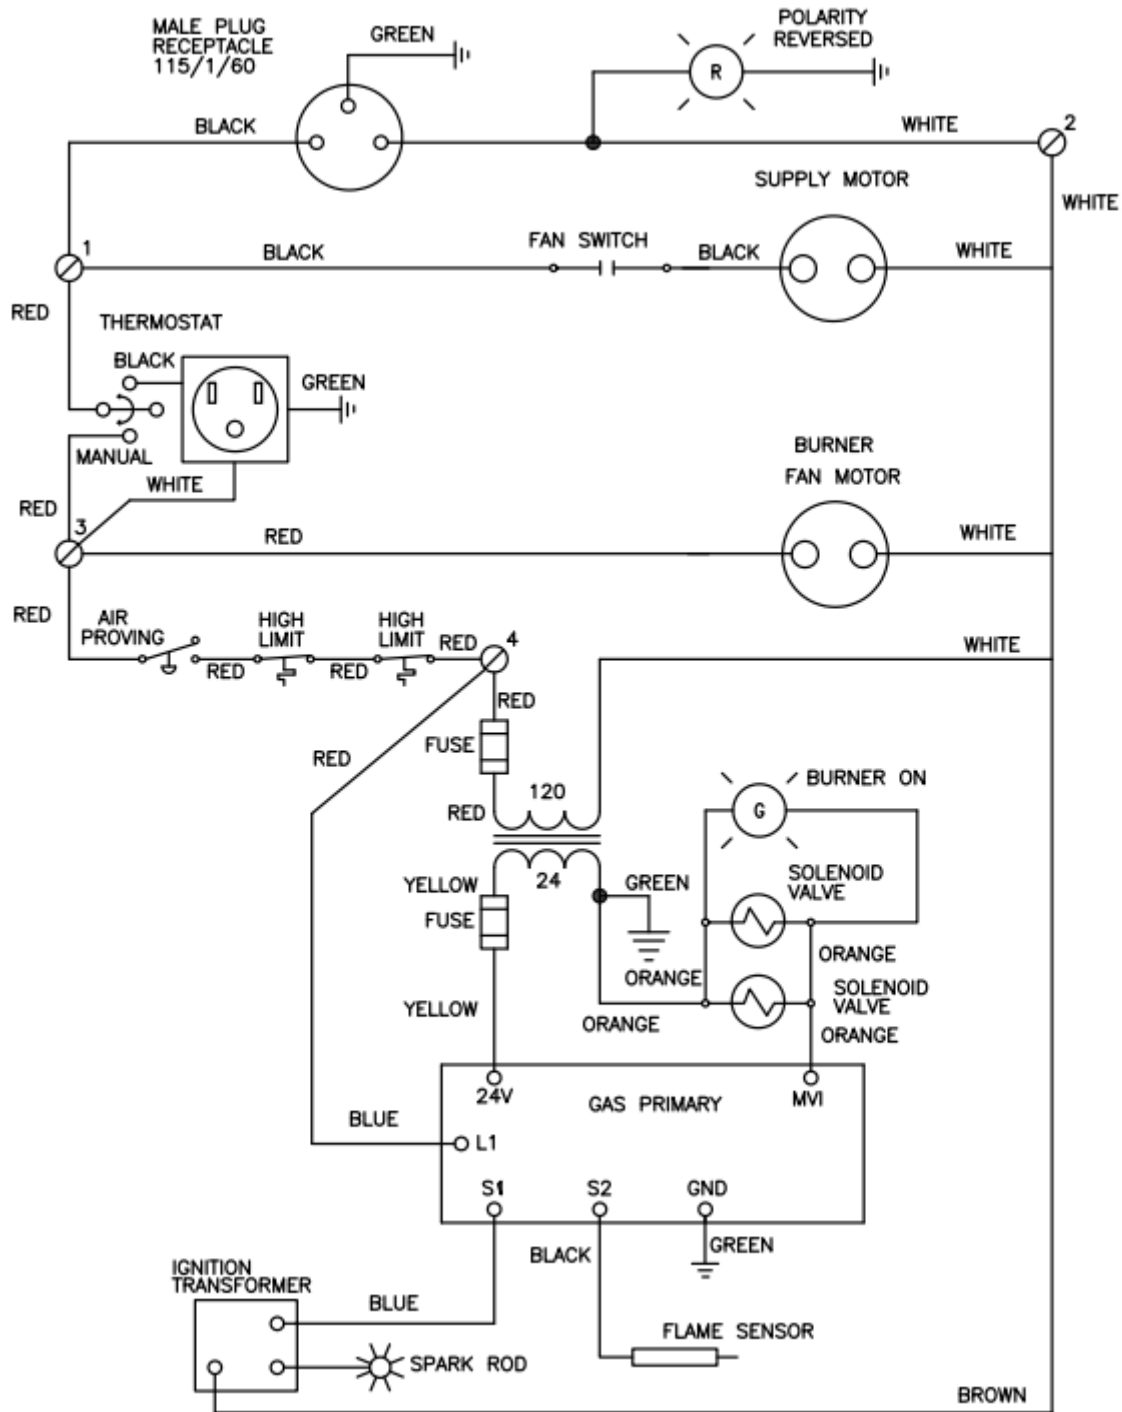 MALE PLUG
RECEPTACLE
115/1/60
GREEN
POLARITY
REVERSED
R
BLACK
WHITE
2
SUPPLY MOTOR
WHITE
1
BLACK
FAN SWITCH
BLACK
WHITE
RED
THERMOSTAT
BLACK
GREEN
MANUAL
BURNER
FAN MOTOR
WHITE
RED
3
RED
WHITE
RED
AIR
PROVING
HIGH
LIMIT
HIGH
LIMIT
RED
4
WHITE
RED
RED
RED
RED
FUSE
BURNER ON
120
RED
G
24
YELLOW
GREEN
SOLENOID
VALVE
FUSE
ORANGE
ORANGE
SOLENOID
VALVE
YELLOW
ORANGE
ORANGE
24V
GAS PRIMARY
MV1
BLUE
L1
S1
S2
GND
BLACK
GREEN
IGNITION
TRANSFORMER
BLUE
FLAME SENSOR
SPARK ROD
BROWN